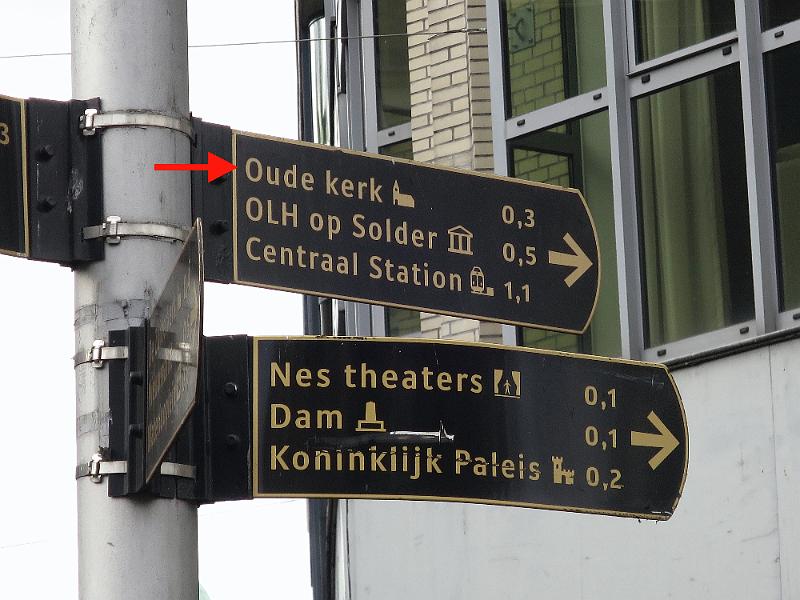 3
Oude kerk 0,3
OLH op Solder 0,5
Centraal Station 1,1
Nes theaters 0,1
Dam 0,1
Koninklijk Paleis 0,2